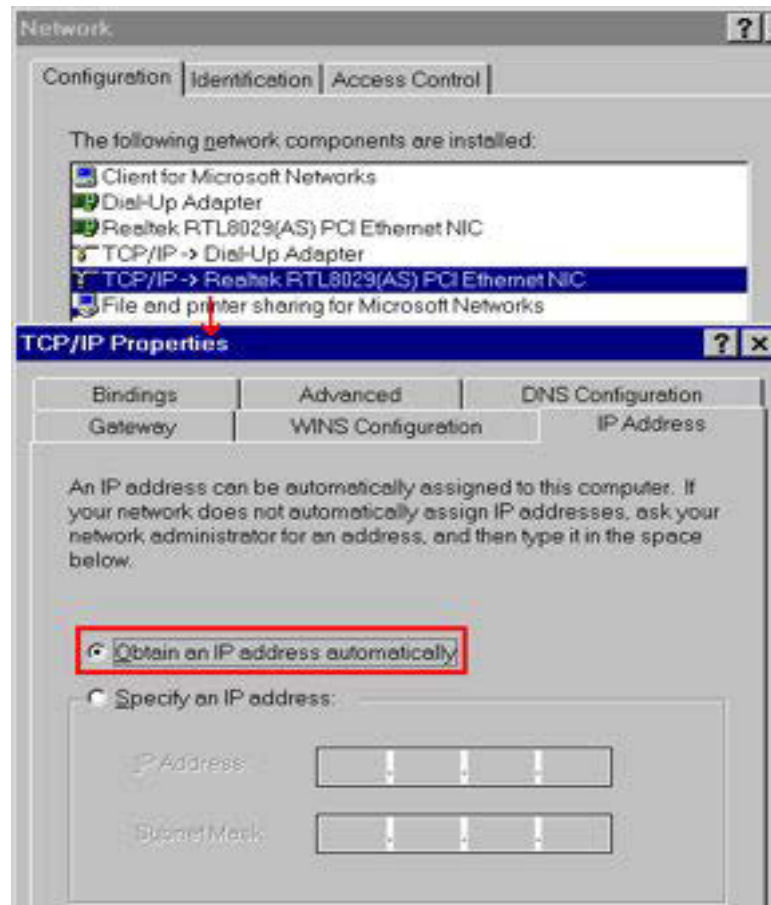 Network
?
Configuration Identification Access Control
The following network components are installed:
Client for Microsoft Networks
Dial-Up Adapter
Realtek RTL8029(AS) PCI Ethernet NIC
TCP/IP -> Dial-Up Adapter
TCP/IP -> Realtek RTL8029(AS) PCI Ethernet NIC
File and printer sharing for Microsoft Networks
TCP/IP Properties
? ×
Bindings Advanced DNS Configuration
Gateway WINS Configuration IP Address
An IP address can be automatically assigned to this computer. If
your network does not automatically assign IP addresses, ask your
network administrator for an address, and then type it in the space
below.
Obtain an IP address automatically
Specify an IP address:
IP Address:
. . .
Subnet Mask:
. . .